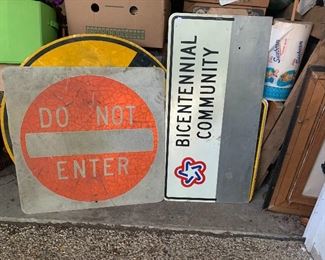 DO NOT
ENTER
BICENTENNIAL
COMMUNITY